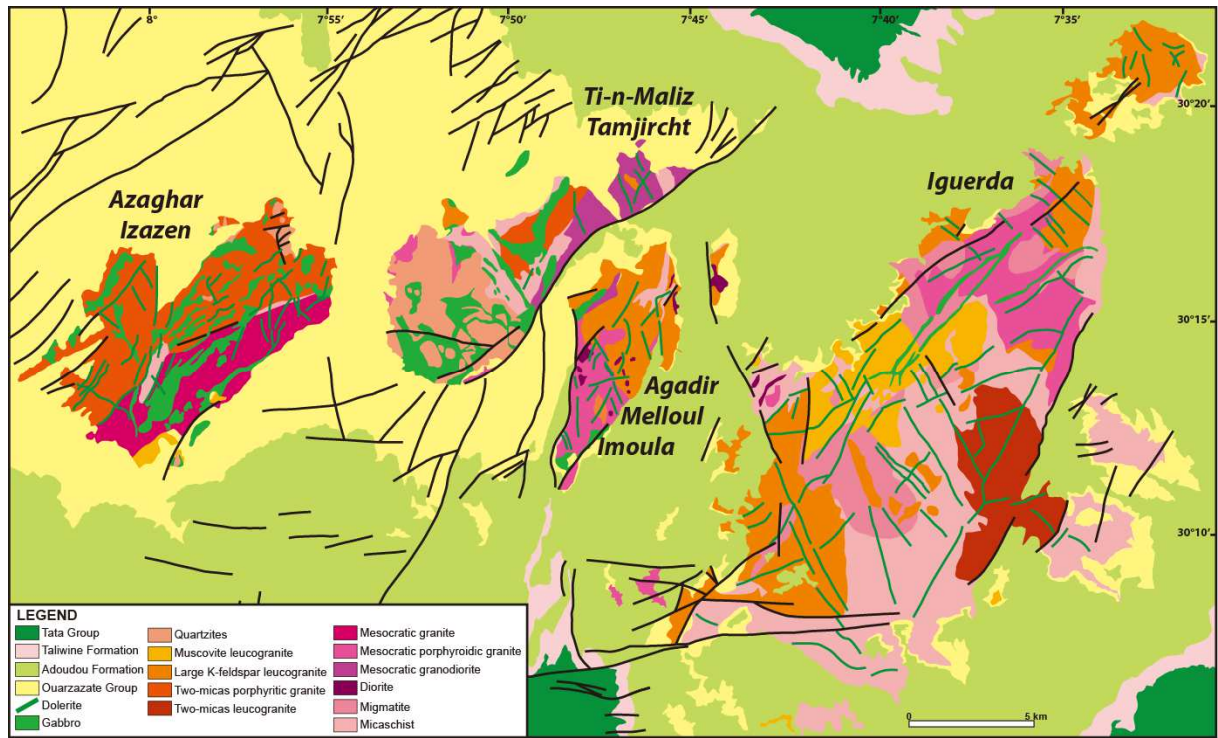 8°
7°55'
7°50'
7°45'
7°40'
7°35'
30°20'
Ti-n-Maliz
Tamjircht
Azaghar
Izazen
Iguerda
30°15'
Agadir
Melloul
Imoula
30°10'
LEGEND
Tata Group
Taliwine Formation
Adoudou Formation
Ouarzazate Group
Dolerite
Gabbro
Quartzites
Muscovite leucogranite
Large K-feldspar leucogranite
Two-micas porphyritic granite
Two-micas leucogranite
Mesocratic granite
Mesocratic porphyroidic granite
Mesocratic granodiorite
Diorite
Migmatite
Micaschist
0 5 km